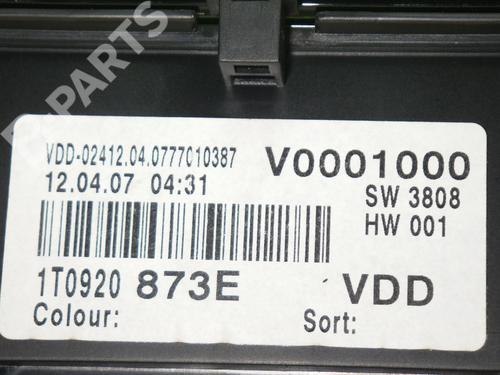 B-PARTS
VDD-02412.04.0777010387 V0001000
12.04.07 04:31 SW 3808
HW 001
1T0920 873E VDD
Colour: Sort: